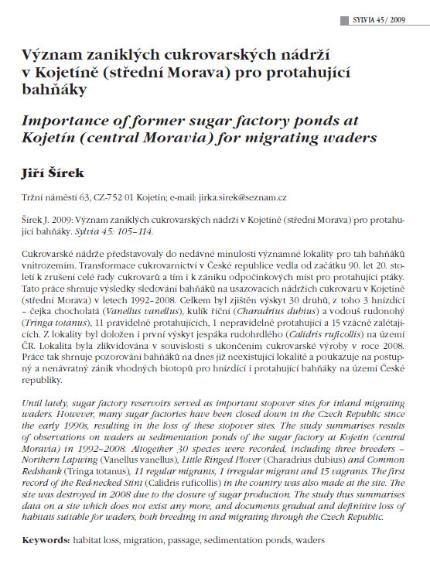 SYLVIA 45 / 2009
Význam zaniklých cukrovarských nádrží
v Kojetíně (střední Morava) pro protahující
bahňáky
Importance of former sugar factory ponds at
Kojetín (central Moravia) for migrating waders
Jiří Šírek
Tržní náměstí 63, CZ-752 01 Kojetín; e-mail: jirka.sirek@seznam.cz
Šírek J. 2009: Význam zaniklých cukrovarských nádrží v Kojetíně (střední Morava) pro protahu-
jící bahňáky. Sylvia 45: 105–114.
Cukrovarské nádrže představovaly do nedávné minulosti významné lokality pro tah bahňáků
vnitrozemím. Transformace cukrovarnictví v České republice vedla od začátku 90. let 20. sto-
letí k zrušení celé řady cukrovarů a tím i k zániku odpočinkových míst pro protahující ptáky.
Tato práce shrnuje výsledky sledování bahňáků na usazovacích nádržích cukrovaru v Kojetíně
(střední Morava) v letech 1992–2008. Celkem byl zjištěn výskyt 30 druhů, z toho 3 hnízdící
– čejka chocholatá (Vanellus vanellus), kulík říční (Charadrius dubius) a vodouš rudonohý
(Tringa totanus), 11 pravidelně protahujících, 1 nepravidelně protahující a 15 vzácně zalétají-
cích. Z lokality byl doložen i první výskyt jespáka rudohrdlého (Calidris ruficollis) na území
ČR. Lokalita byla zlikvidována v souvislosti s ukončením cukrovarské výroby v roce 2008.
Práce tak shrnuje pozorování bahňáků na dnes již neexistující lokalitě a poukazuje na postup-
ný a nenávratný zánik vhodných biotopů pro hnízdící i protahující bahňáky na území České
republiky.
Until lately, sugar factory reservoirs served as important stopover sites for inland migrating
waders. However, many sugar factories have been closed down in the Czech Republic since
the early 1990s, resulting in the loss of these stopover sites. The study summarises results
of observations on waders at sedimentation ponds of the sugar factory at Kojetín (central
Moravia) in 1992–2008. Altogether 30 species were recorded, including three breeders –
Northern Lapwing (Vanellus vanellus), Little Ringed Plover (Charadrius dubius) and Common
Redshank (Tringa totanus), 11 regular migrants, 1 irregular migrant and 15 vagrants. The first
record of the Red-necked Stint (Calidris ruficollis) in the country was also made at the site. The
site was destroyed in 2008 due to the closure of sugar production. The study thus summarises
data on a site which does not exist any more, and documents gradual and definitive loss of
habitats suitable for waders, both breeding in and migrating through the Czech Republic.
Keywords: habitat loss, migration, passage, sedimentation ponds, waders